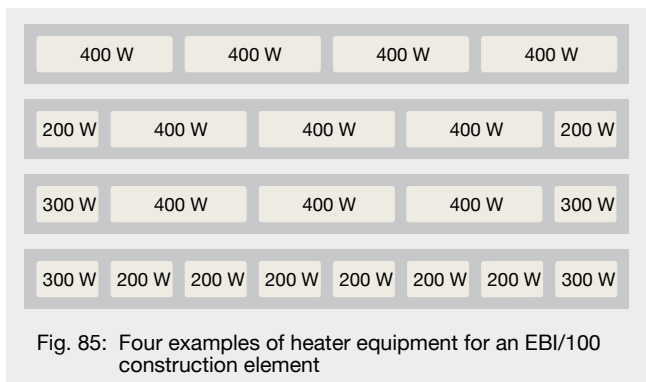 400 W 400 W 400 W 400 W
200 W 400 W 400 W 400 W 200 W
300 W 400 W 400 W 400 W 300 W
300 W 200 W 200 W 200 W 200 W 200 W 200 W 300 W
Fig. 85: Four examples of heater equipment for an EBI/100
construction element